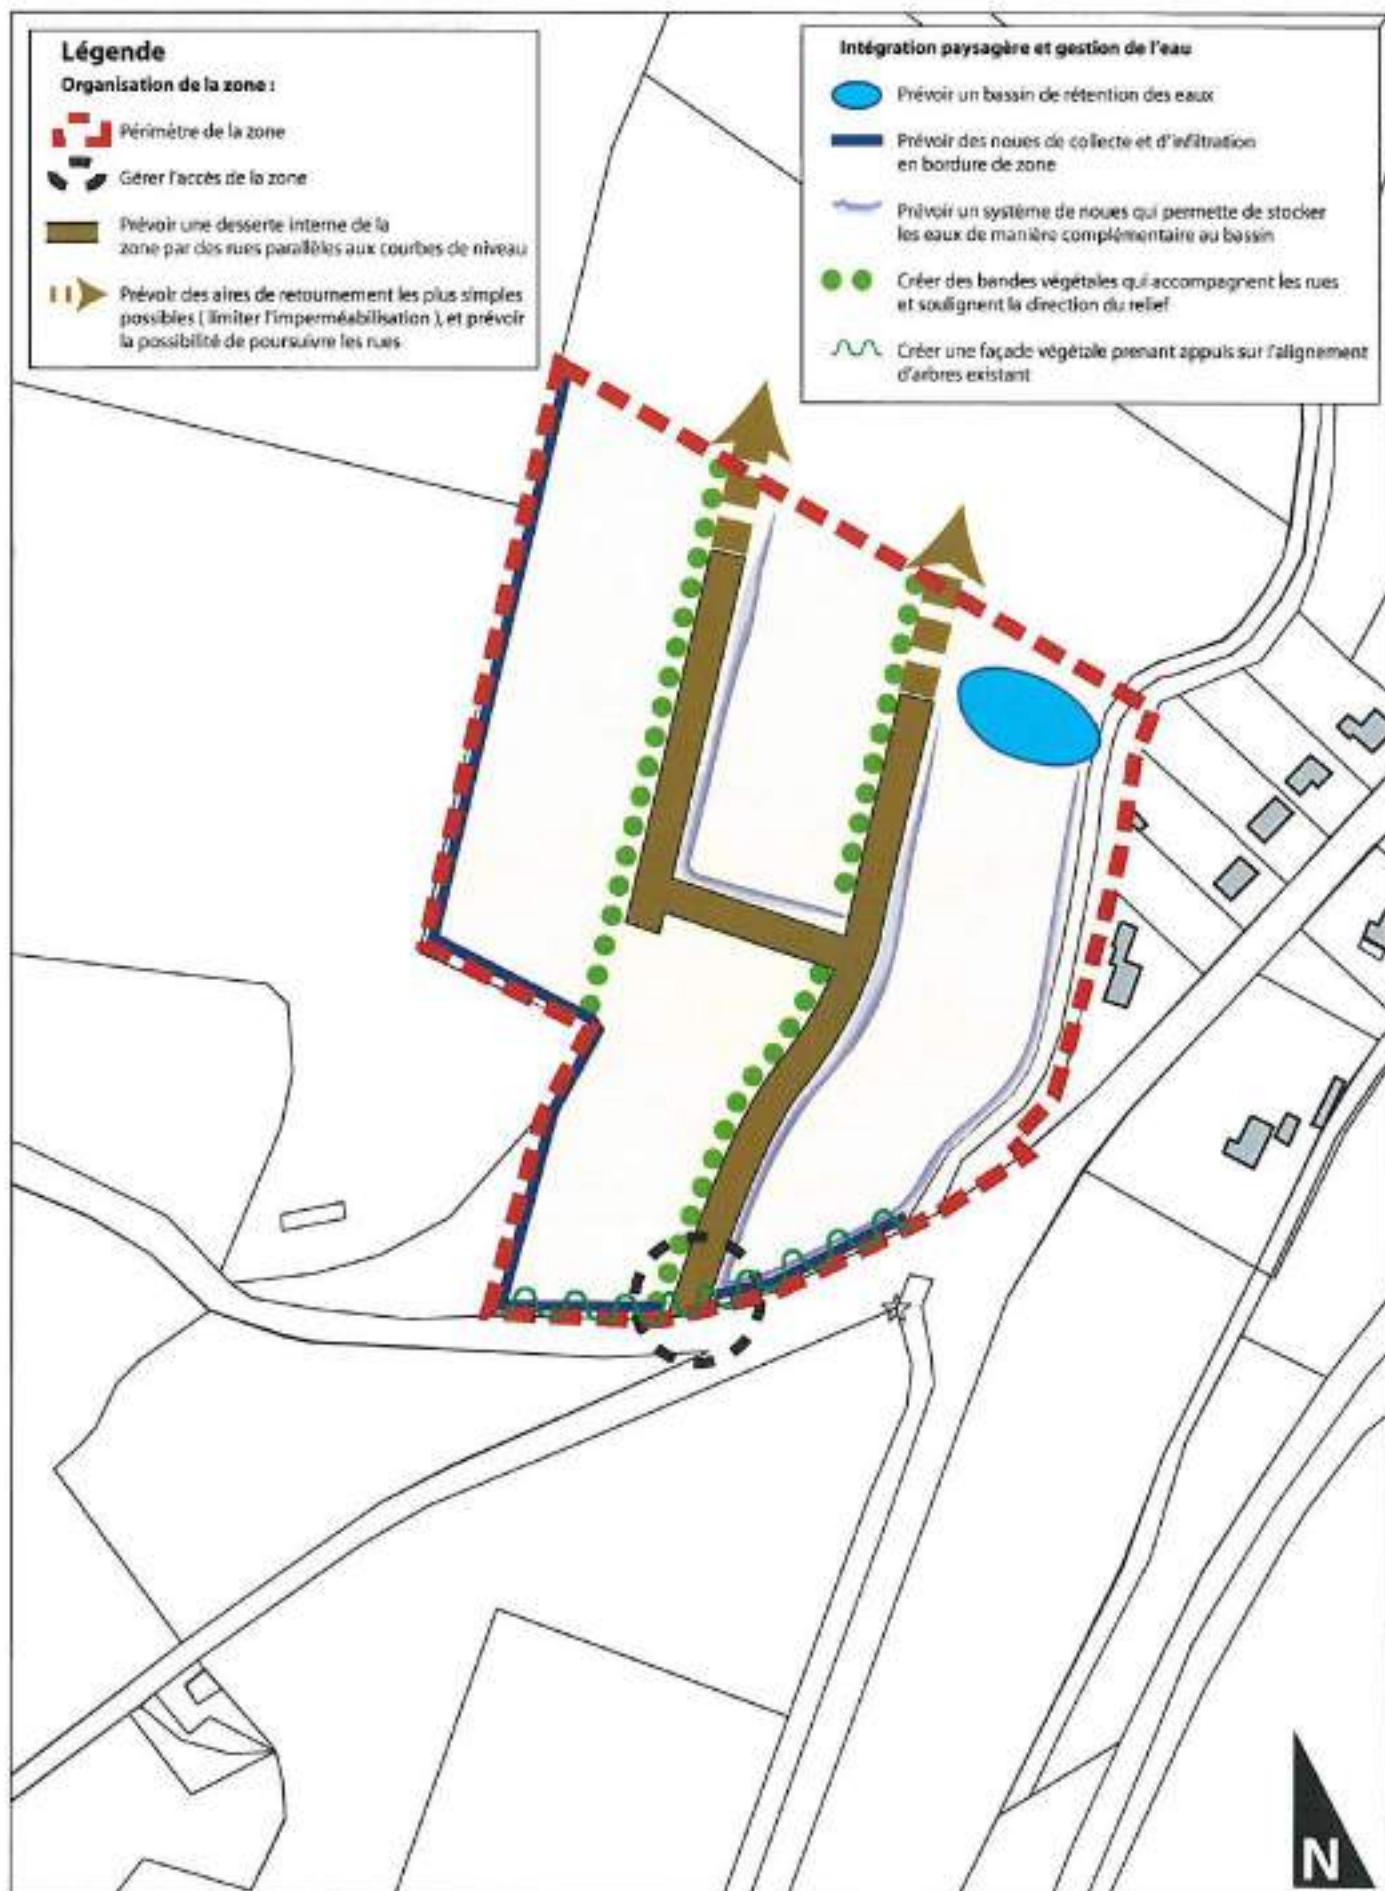 Légende
Organisation de la zone :
Périmètre de la zone
Gérer l'accès de la zone
Prévoir une desserte interne de la
zone par des rues parallèles aux courbes de niveau
Prévoir des aires de retournement les plus simples
possibles ( limiter l'imperméabilisation ), et prévoir
la possibilité de poursuivre les rues
Intégration paysagère et gestion de l'eau
Prévoir un bassin de rétention des eaux
Prévoir des noues de collecte et d'infiltration
en bordure de zone
Prévoir un système de noues qui permette de stocker
les eaux de manière complémentaire au bassin
Créer des bandes végétales qui accompagnent les rues
et soulignent la direction du relief
Créer une façade végétale prenant appuis sur l'alignement
d'arbres existant
N